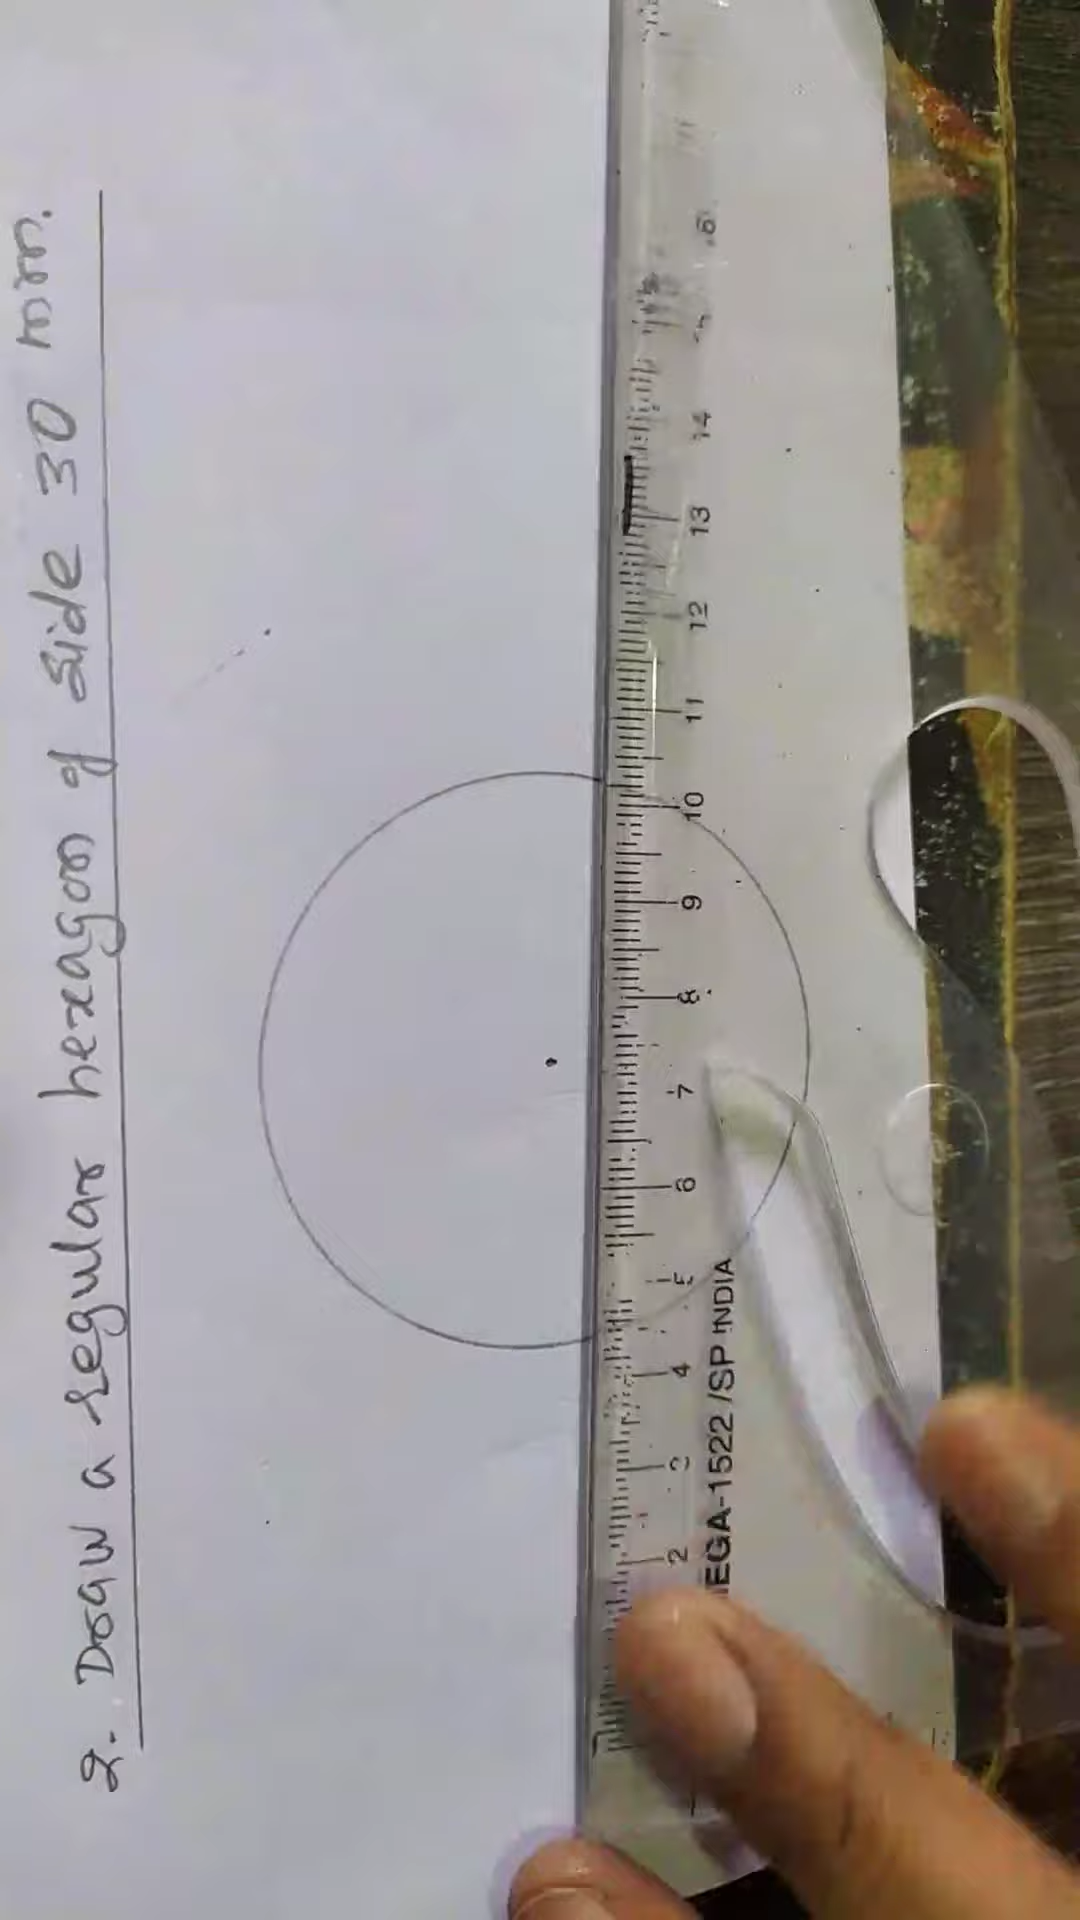 2. Draw a regular hexagon of side 30 mm.
2 3 4 5 6 7 8 9 10 11 12 13 14
EGA-1522 /SP INDIA